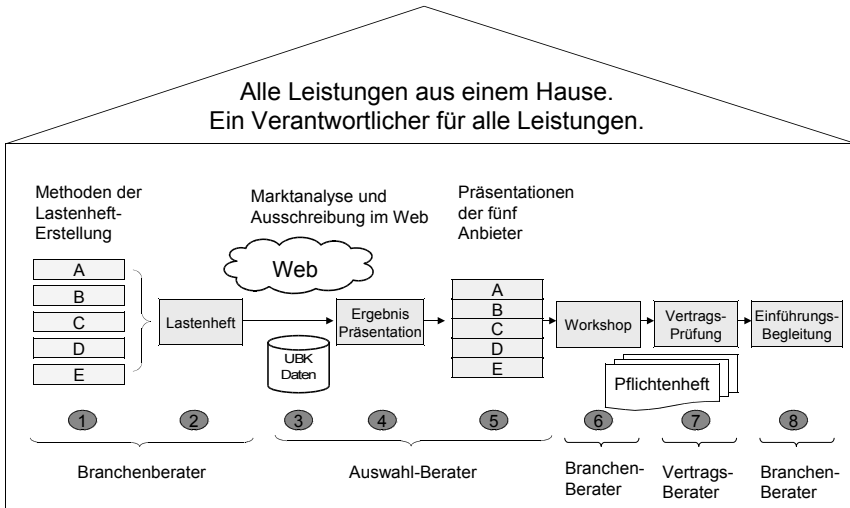 Alle Leistungen aus einem Hause.
Ein Verantwortlicher für alle Leistungen.
Methoden der
Lastenheft-
Erstellung
Marktanalyse und
Ausschreibung im Web
Präsentationen
der fünf
Anbieter
A
B
C
D
E
Lastenheft
Web
UBK
Daten
Ergebnis
Präsentation
A
B
C
D
E
Workshop
Vertrags-
Prüfung
Einführungs-
Begleitung
Pflichtenheft
1
2
3
4
5
6
7
8
Branchenberater
Auswahl-Berater
Branchen-
Berater
Vertrags-
Berater
Branchen-
Berater